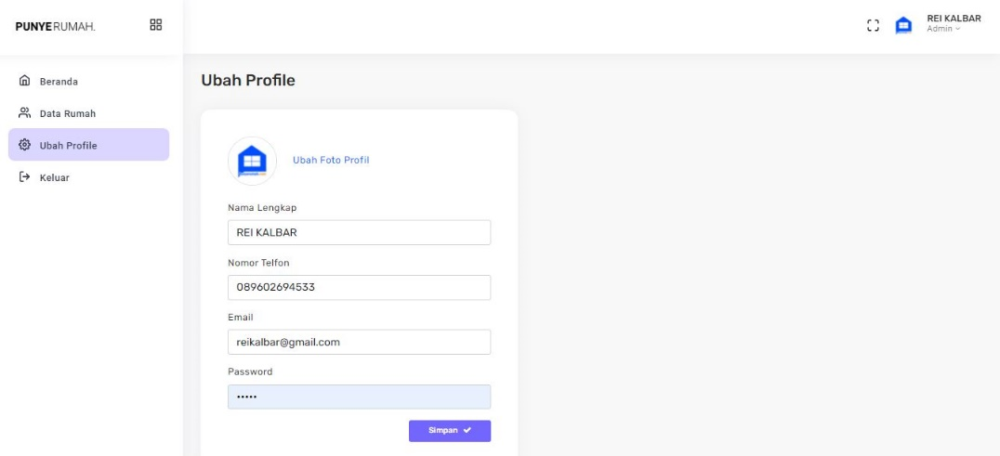 PUNYERUMAH.
REI KALBAR
Admin
Beranda
Data Rumah
Ubah Profile
Keluar
Ubah Profile
Ubah Foto Profil
Nama Lengkap
REI KALBAR
Nomor Telfon
089602694533
Email
reikalbar@gmail.com
Password
•••••
Simpan